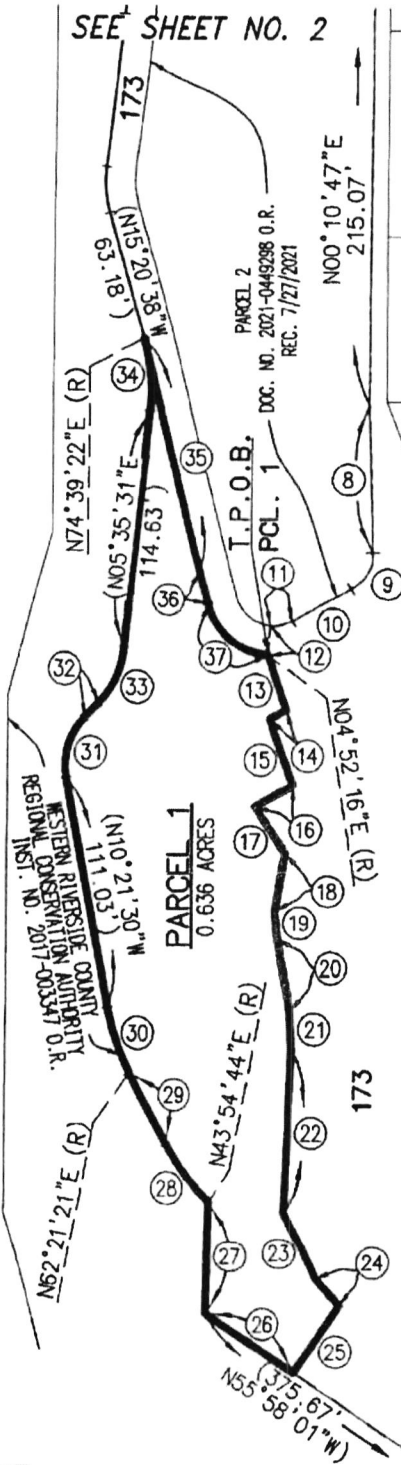 SEE SHEET NO. 2
173
(N15°20'38"W
63.18')
PARCEL 2
DOC. NO. 2021-0449298 O.R.
REC. 7/27/2021
N00°10'47"E
215.07'
N74°39'22"E (R)
34
35
8
T.P.O.B.
PCL. 1
(N05°35'31"E
114.63')
36
11
9
10
37
12
32
33
13
31
14
15
N04°52'16"E (R)
16
17
WESTERN RIVERSIDE COUNTY
REGIONAL CONSERVATION AUTHORITY
INST. NO. 2017-003347 O.R.
(N10°21'30"W
111.03')
PARCEL 1
0.636 ACRES
18
19
20
30
21
29
N43°54'44"E (R)
173
N62°21'21"E (R)
22
28
27
23
24
26
25
(375.67'
N55°58'01"W)